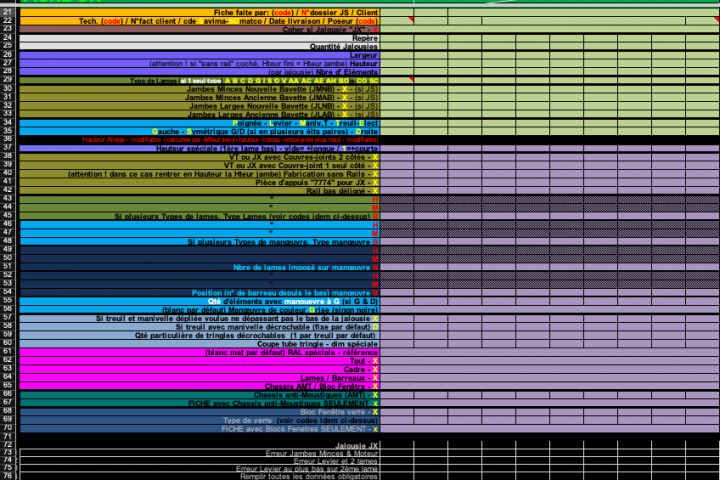 21 Fiche faite par: (code) / N°dossier JS / Client
22 Tech. (code) / N°fact client / cde Savima-Simatco / Date livraison / Poseur (code)
23 Coher si Jalousie "JX" - X
24 Repère
25 Quantité Jalousies
26 Largeur
27 (attention ! si "sans rail" coché, Hteur fini = Hteur jambe) Hauteur
28 (par jalousie) Nbre d' Eléments
29 Type de Lames (si 1 seul type)
30 Jambes Minces Nouvelle Bavette (JMNB) - X - (si JS)
31 Jambes Minces Ancienne Bavette (JMAB) - X - (si JS)
32 Jambes Larges Nouvelle Bavette (JLNB) - X - (si JS)
33 Jambes Larges Ancienne Bavette (JLAB) - X - (si JS)
34 Poignée - Levier - Maniv.T - Treuil-Elect
35 Gauche - Symétrique G/D (si en plusieurs élts paires) - Droite
36
37 Hauteur spéciale (1ère lame bas) - vide= +longue / n=+courte
38 VT ou JX avec Couvres-joints 2 côtés - X
39 VT ou JX avec Couvre-joint 1 seul côté - X
40 (attention ! dans ce cas rentrer en Hauteur la Hteur jambe) Fabrication sans Rails - X
41 Pièce d'appuis "7774" pour JX - X
42 Rail bas déligné - X
43 " H
44 " M
45 Si plusieurs Types de lames, Type Lames (voir codes idem ci-dessus) B
46 " H
47 " M
48 Si plusieurs Types de manœuvre, Type manœuvre B
49 H
50 M
51 Nbre de lames imposé sur manœuvre B
52 " H
53 " M
54 Position (n° de barreau depuis le bas) manœuvre B
55 Qté d'éléments avec manoeuvre à G (si G & D)
56 (blanc par défaut) Manœuvre de couleur Grise (sinon noire)
57 Si treuil et manivelle dépliée voulue ne dépassant pas le bas de la jalousie X
58 Si treuil avec manivelle décrochable (fixe par défaut) D
59 Qté particulière de tringles décrochables (1 par treuil par défaut)
60 Coupe tube tringle - dim spéciale
61 (blanc mat par défaut) RAL spéciale - référence
62 Tout - X
63 Cadre - X
64 Lames / Barreaux - X
65 Chassis AMT / Bloc Fenêtre - X
66 Chassis anti-Moustiques (AMT) - X
67 FICHE avec Chassis anti-Moustiques SEULEMENT x
68 Bloc Fenêtre verre - x
69 Type de verre (voir codes ci-dessus)
70 FICHE avec Blocs Fenetres SEULEMENT - x
71
72 Jalousie JX
73 Erreur Jambes Minces & Moteur
74 Erreur Levier et 2 lames
75 Erreur Levier au plus bas sur 2ème lame
76 Remplir toutes les données obligatoires